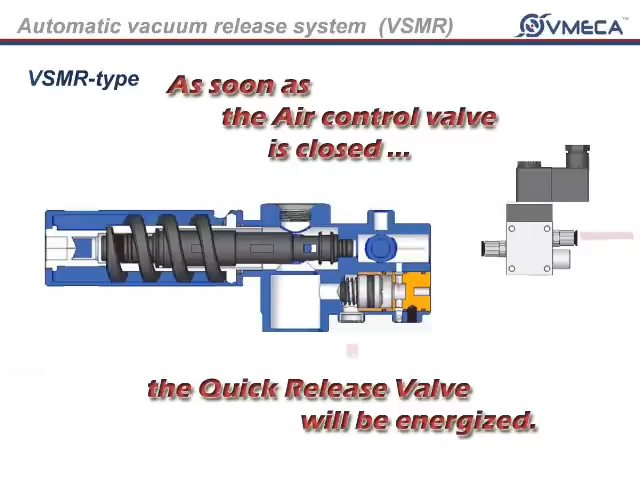 Automatic vacuum release system (VSMR)
VMECA™
VSMR-type
As soon as
the Air control valve
is closed ...
the Quick Release Valve
will be energized.